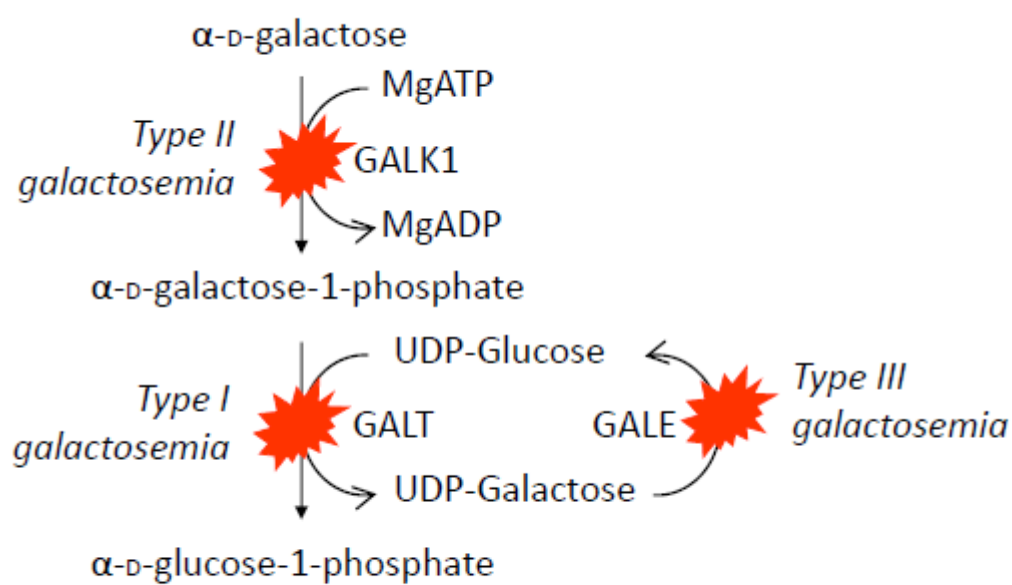 α-D-galactose
MgATP
Type II
galactosemia
GALK1
MgADP
α-D-galactose-1-phosphate
UDP-Glucose
Type I
galactosemia
GALT
GALE
Type III
galactosemia
UDP-Galactose
α-D-glucose-1-phosphate